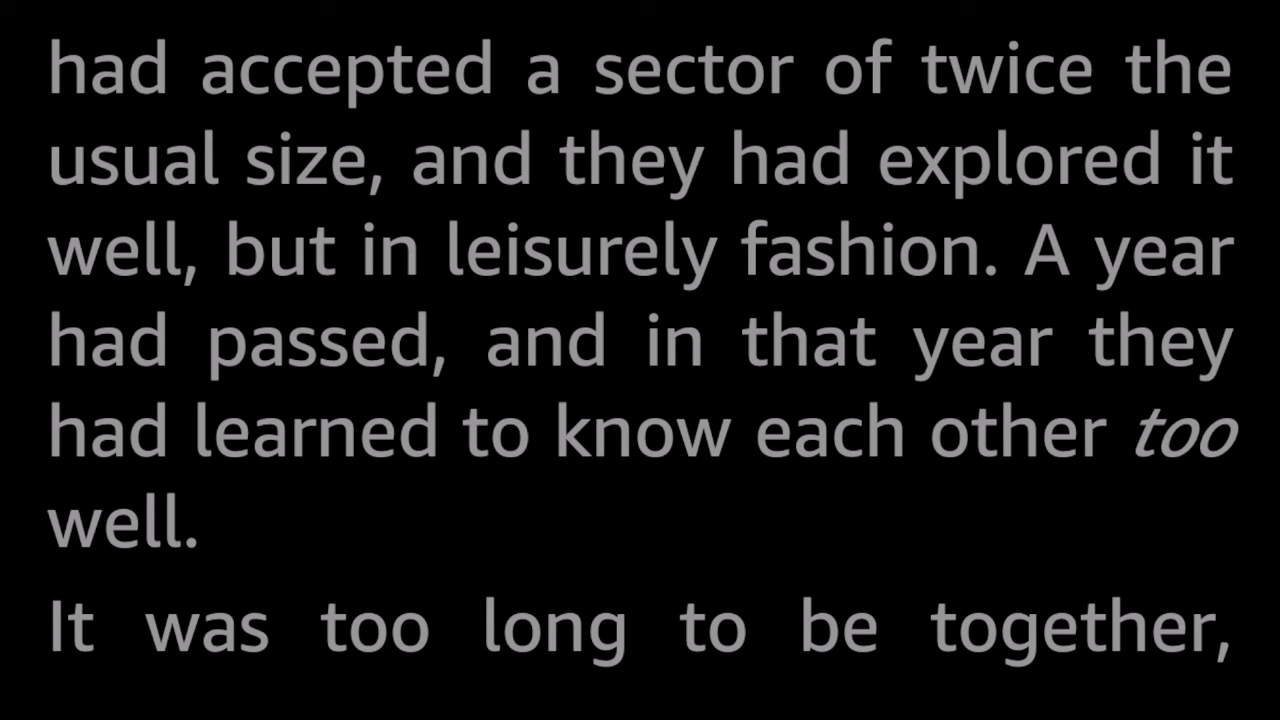 had accepted a sector of twice the
usual size, and they had explored it
well, but in leisurely fashion. A year
had passed, and in that year they
had learned to know each other too
well.
It was too long to be together,